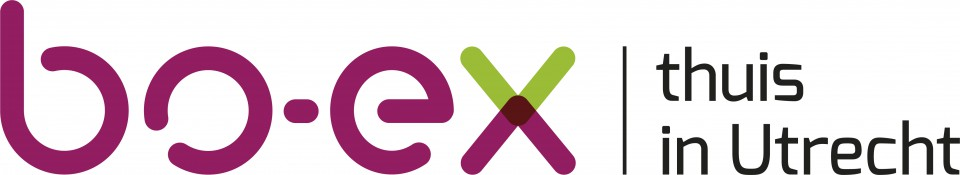 bo-ex
thuis
in Utrecht